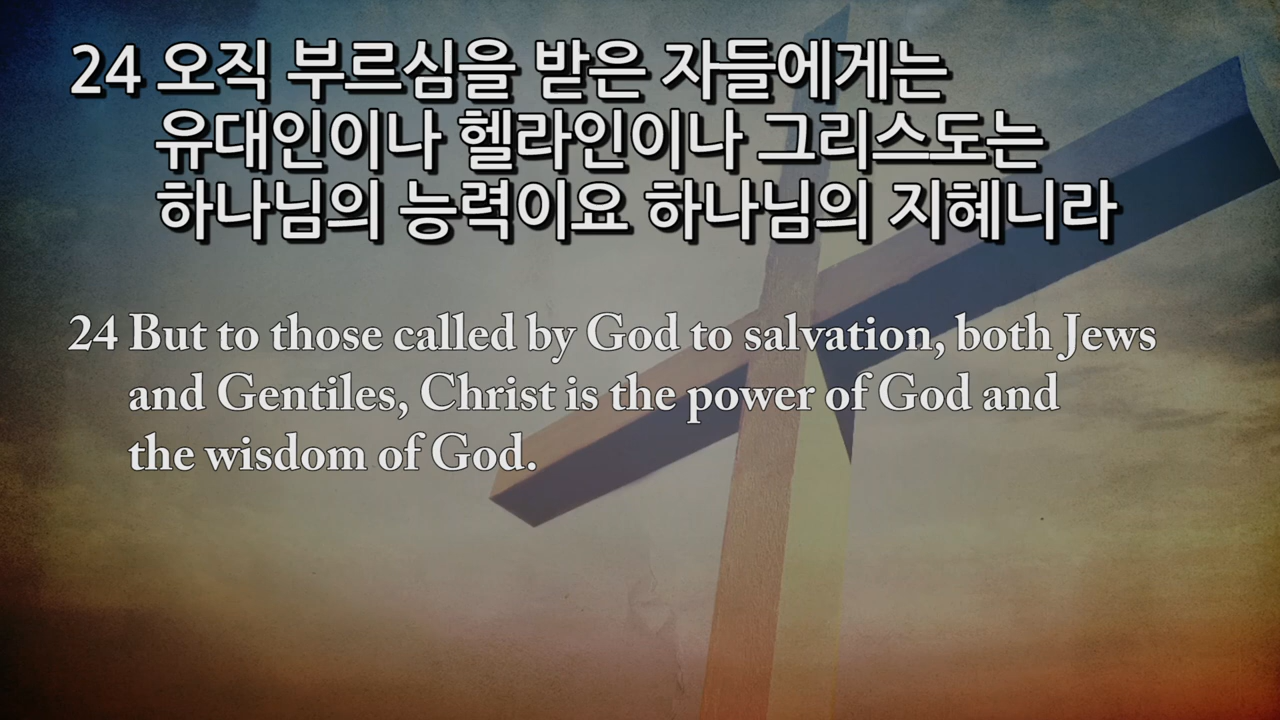 24 오직 부르심을 받은 자들에게는
유대인이나 헬라인이나 그리스도는
하나님의 능력이요 하나님의 지혜니라
24 But to those called by God to salvation, both Jews
and Gentiles, Christ is the power of God and
the wisdom of God.